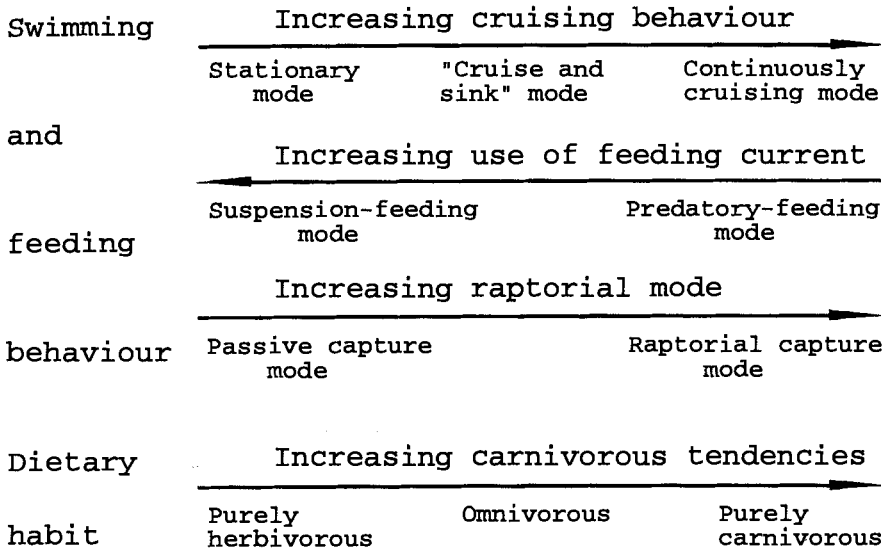 Swimming
Increasing cruising behaviour
Stationary mode
"Cruise and sink" mode
Continuously cruising mode
and
Increasing use of feeding current
Suspension-feeding mode
Predatory-feeding mode
feeding
Increasing raptorial mode
behaviour
Passive capture mode
Raptorial capture mode
Dietary
Increasing carnivorous tendencies
habit
Purely herbivorous
Omnivorous
Purely carnivorous